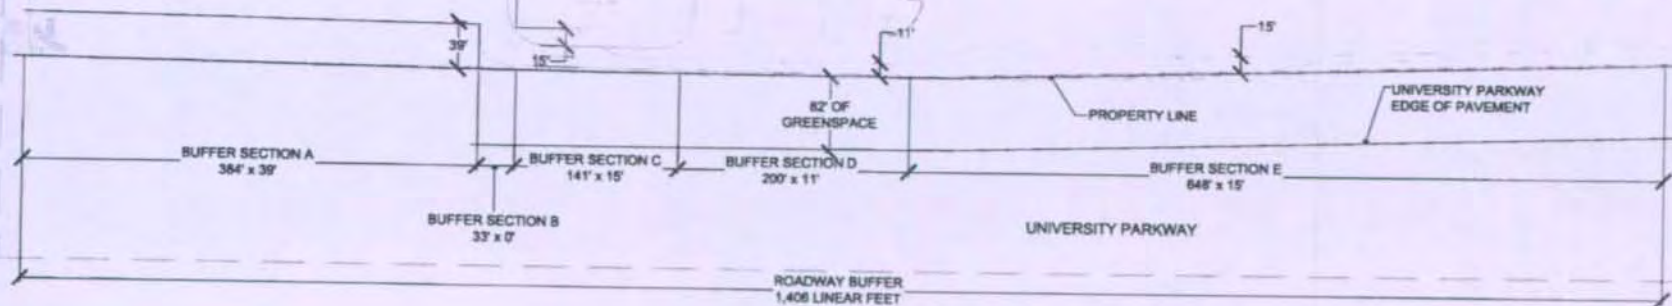 39'
15'
11'
15'
82' OF
GREENSPACE
PROPERTY LINE
UNIVERSITY PARKWAY
EDGE OF PAVEMENT
BUFFER SECTION A
384' x 39'
BUFFER SECTION B
33' x 0'
BUFFER SECTION C
141' x 15'
BUFFER SECTION D
200' x 11'
BUFFER SECTION E
648' x 15'
UNIVERSITY PARKWAY
ROADWAY BUFFER
1,406 LINEAR FEET